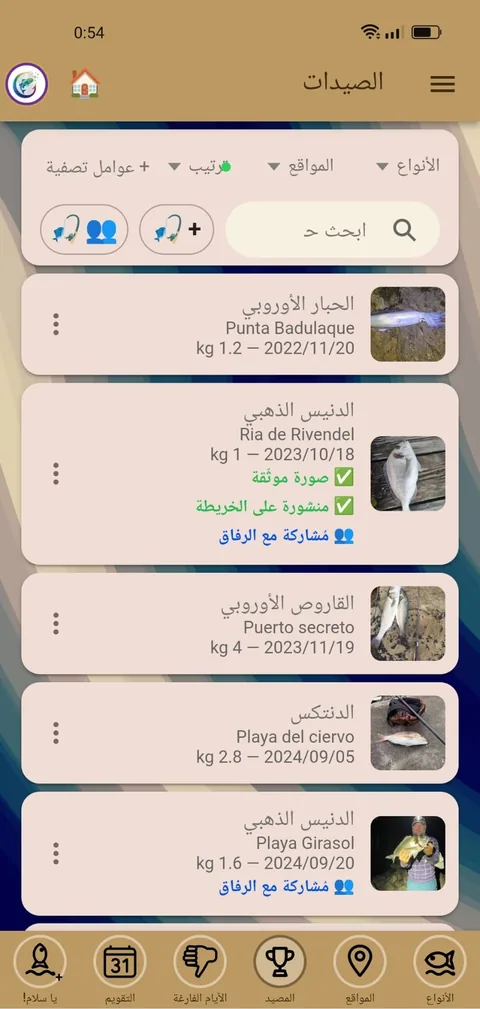 0:54
الصيدات
الأنواع
المواقع
+ عوامل تصفية
ابحث حـ
+
الحبار الأوروبي
Punta Badulaque
kg 1.2 — 2022/11/20
الدنيس الذهبي
Ria de Rivendel
kg 1 — 2023/10/18
✅ صورة موثّقة
✅ منشورة على الخريطة
👥 مُشاركة مع الرفاق
القاروص الأوروبي
Puerto secreto
kg 4 — 2023/11/19
الدنتكس
Playa del ciervo
kg 2.8 — 2024/09/05
الدنيس الذهبي
Playa Girasol
kg 1.6 — 2024/09/20
👥 مُشاركة مع الرفاق
الأنواع
المواقع
المصيد
الأيام الفارغة
31
التقويم
يا سلام!